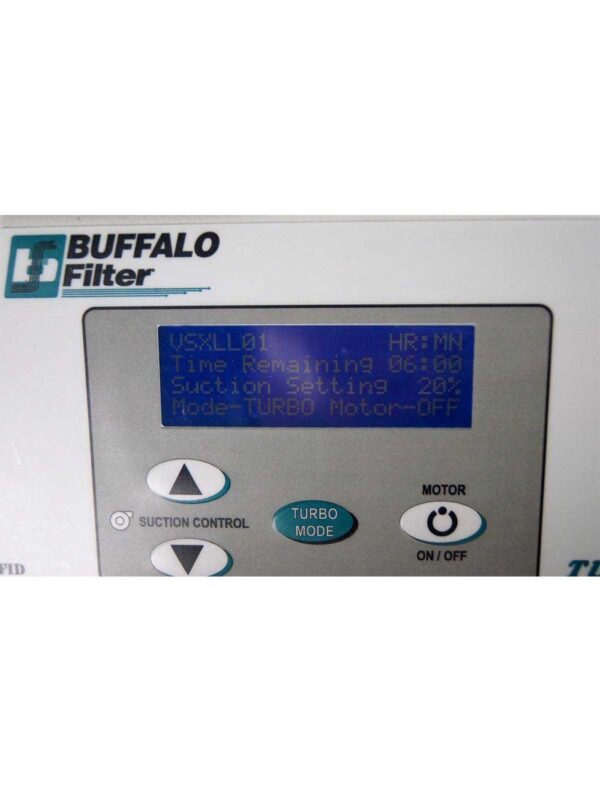 BUFFALO
Filter
VSXLL01 HR:MN
Time Remaining 06:00
Suction Setting 20%
Mode-TURBO Motor-OFF
SUCTION CONTROL
TURBO
MODE
MOTOR
ON / OFF
FID